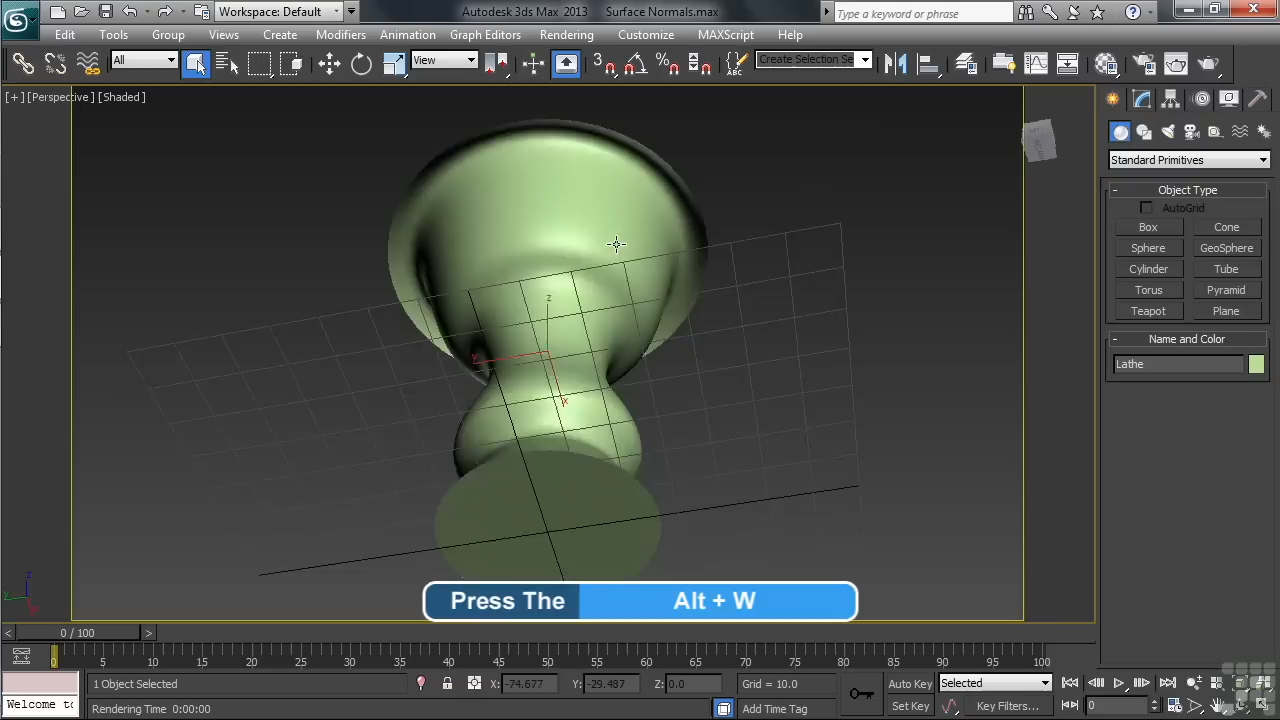 Workspace: Default
Autodesk 3ds Max 2013 Surface Normals.max
Type a keyword or phrase
Edit Tools Group Views Create Modifiers Animation Graph Editors Rendering Customize MAXScript Help
All
View
3
Create Selection Se
[+] [Perspective] [Shaded]
Standard Primitives
- Object Type
AutoGrid
Box Cone
Sphere GeoSphere
Cylinder Tube
Torus Pyramid
Teapot Plane
- Name and Color
Lathe
z
y
x
Press The Alt + W
z
y
< 0 / 100 >
0 5 10 15 20 25 30 35 40 45 50 55 60 65 70 75 80 85 90 95 100
1 Object Selected X: -74.677 Y: -29.487 Z: 0.0 Grid = 10.0 Auto Key Selected
Welcome to Rendering Time 0:00:00 Add Time Tag Set Key Key Filters... 0